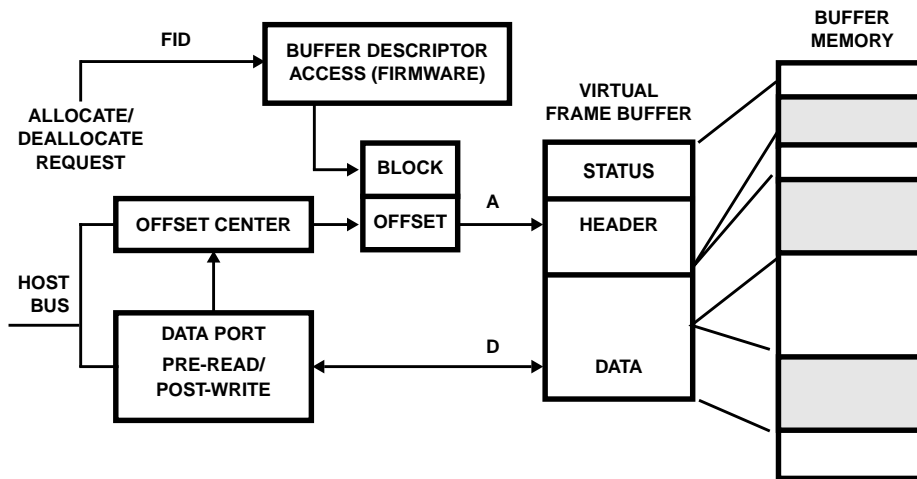 BUFFER
MEMORY
FID
BUFFER DESCRIPTOR
ACCESS (FIRMWARE)
VIRTUAL
FRAME BUFFER
ALLOCATE/
DEALLOCATE
REQUEST
BLOCK
STATUS
OFFSET CENTER
OFFSET
A
HEADER
HOST
BUS
DATA PORT
PRE-READ/
POST-WRITE
D
DATA